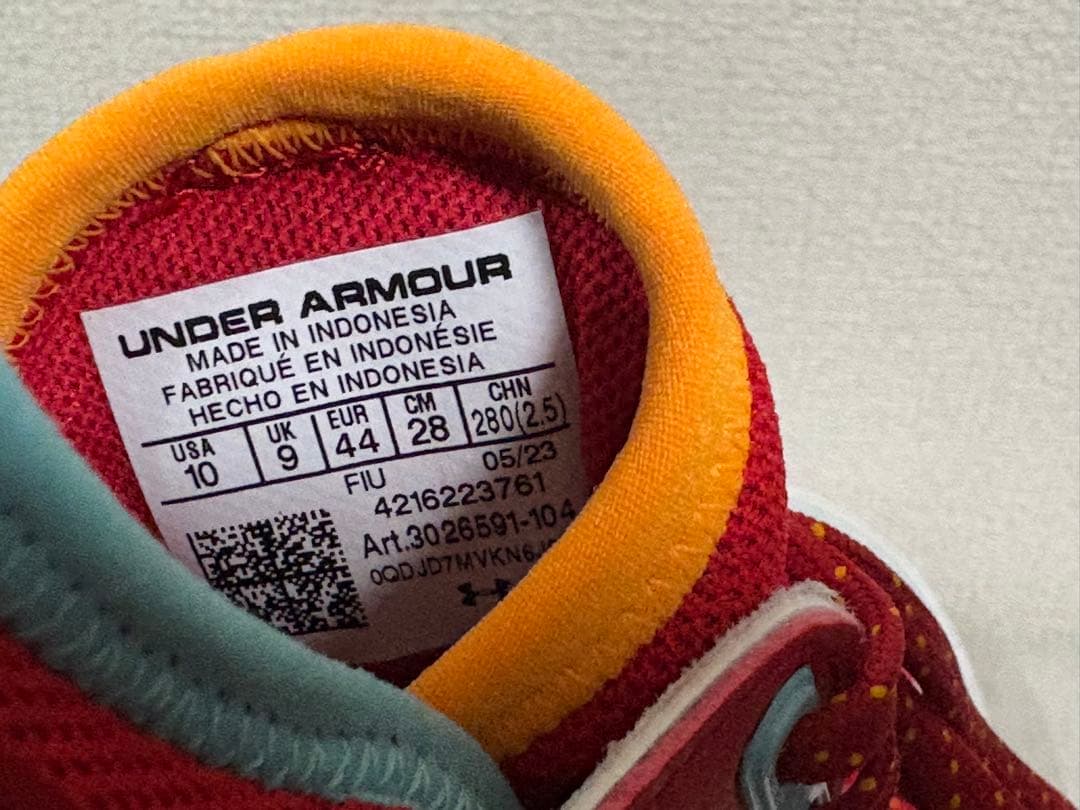 UNDER ARMOUR
MADE IN INDONESIA
FABRIQUÉ EN INDONÉSIE
HECHO EN INDONESIA
USA UK EUR CM CHN
10 9 44 28 280(2.5)
FIU 05/23
4216223761
Art.3026591-104